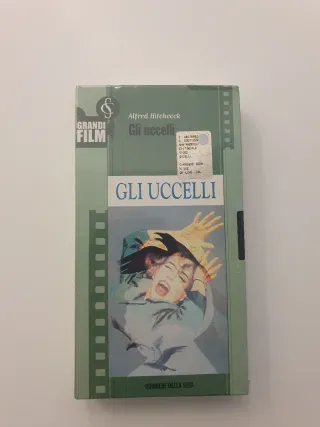 GRANDI
FILM
Alfred Hitchcock
Gli uccelli
GLI UCCELLI
CORRIERE DELLA SERA